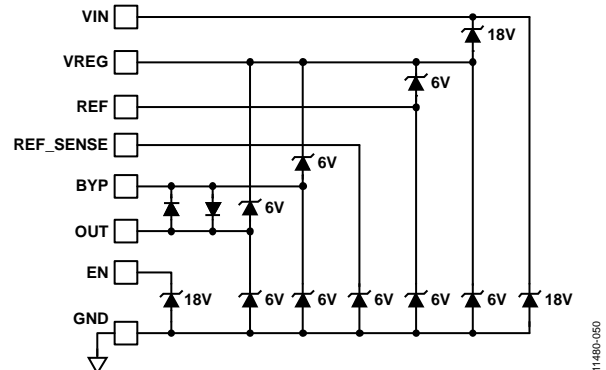 VIN
18V
VREG
6V
REF
REF_SENSE
6V
BYP
6V
OUT
EN
18V 6V 6V 6V 6V 6V 18V
GND
11480-050